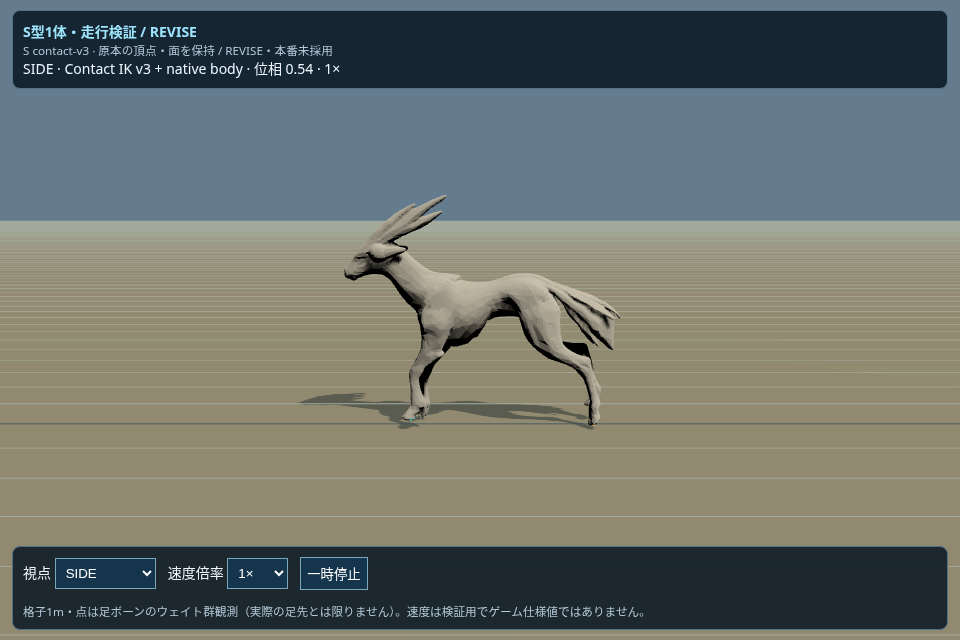 S型1体・走行検証 / REVISE
S contact-v3 · 原本の頂点・面を保持 / REVISE・本番未採用
SIDE · Contact IK v3 + native body · 位相 0.54 · 1×
視点 SIDE 速度倍率 1× 一時停止
格子1m・点は足ボーンのウェイト群観測（実際の足先とは限りません）。速度は検証用でゲーム仕様値ではありません。